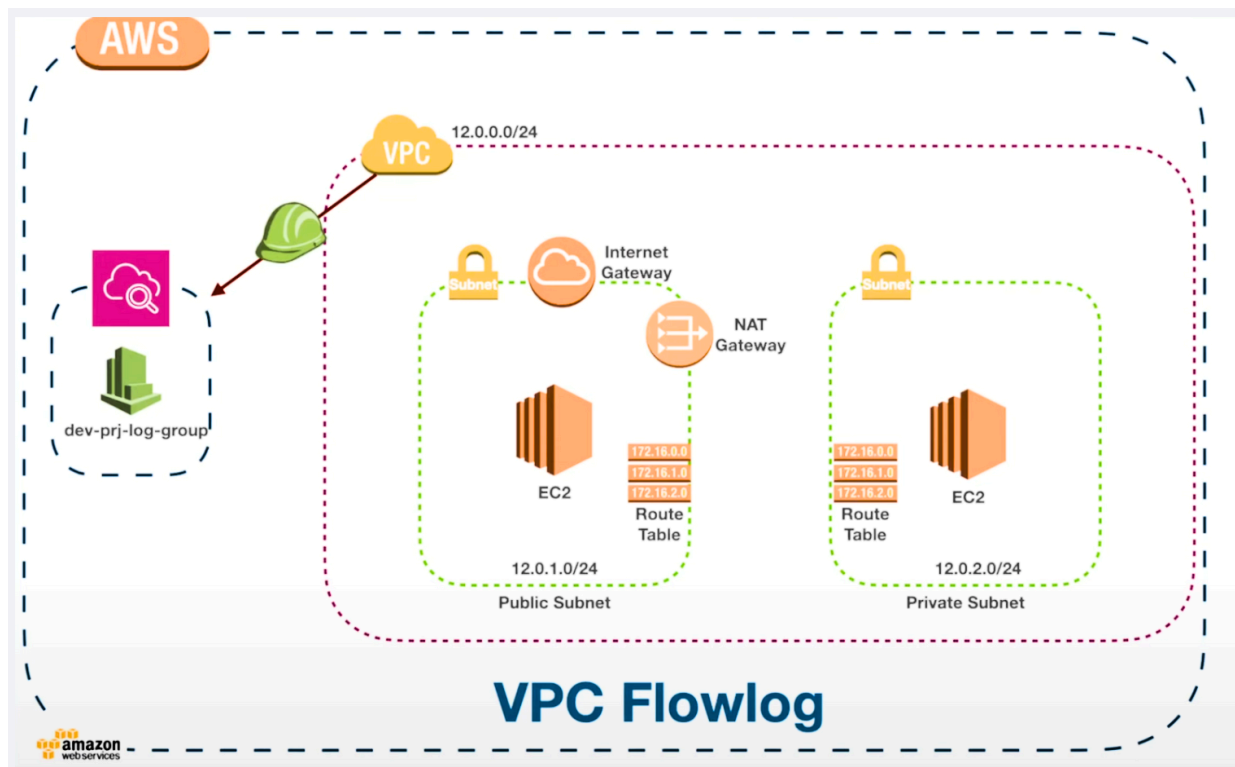 AWS
12.0.0.0/24
VPC
Internet
Gateway
Subnet
Subnet
NAT
Gateway
dev-prj-log-group
EC2
172.16.0.0
172.16.1.0
172.16.2.0
Route
Table
172.16.0.0
172.16.1.0
172.16.2.0
Route
Table
EC2
12.0.1.0/24
12.0.2.0/24
Public Subnet
Private Subnet
VPC Flowlog
amazon
webservices